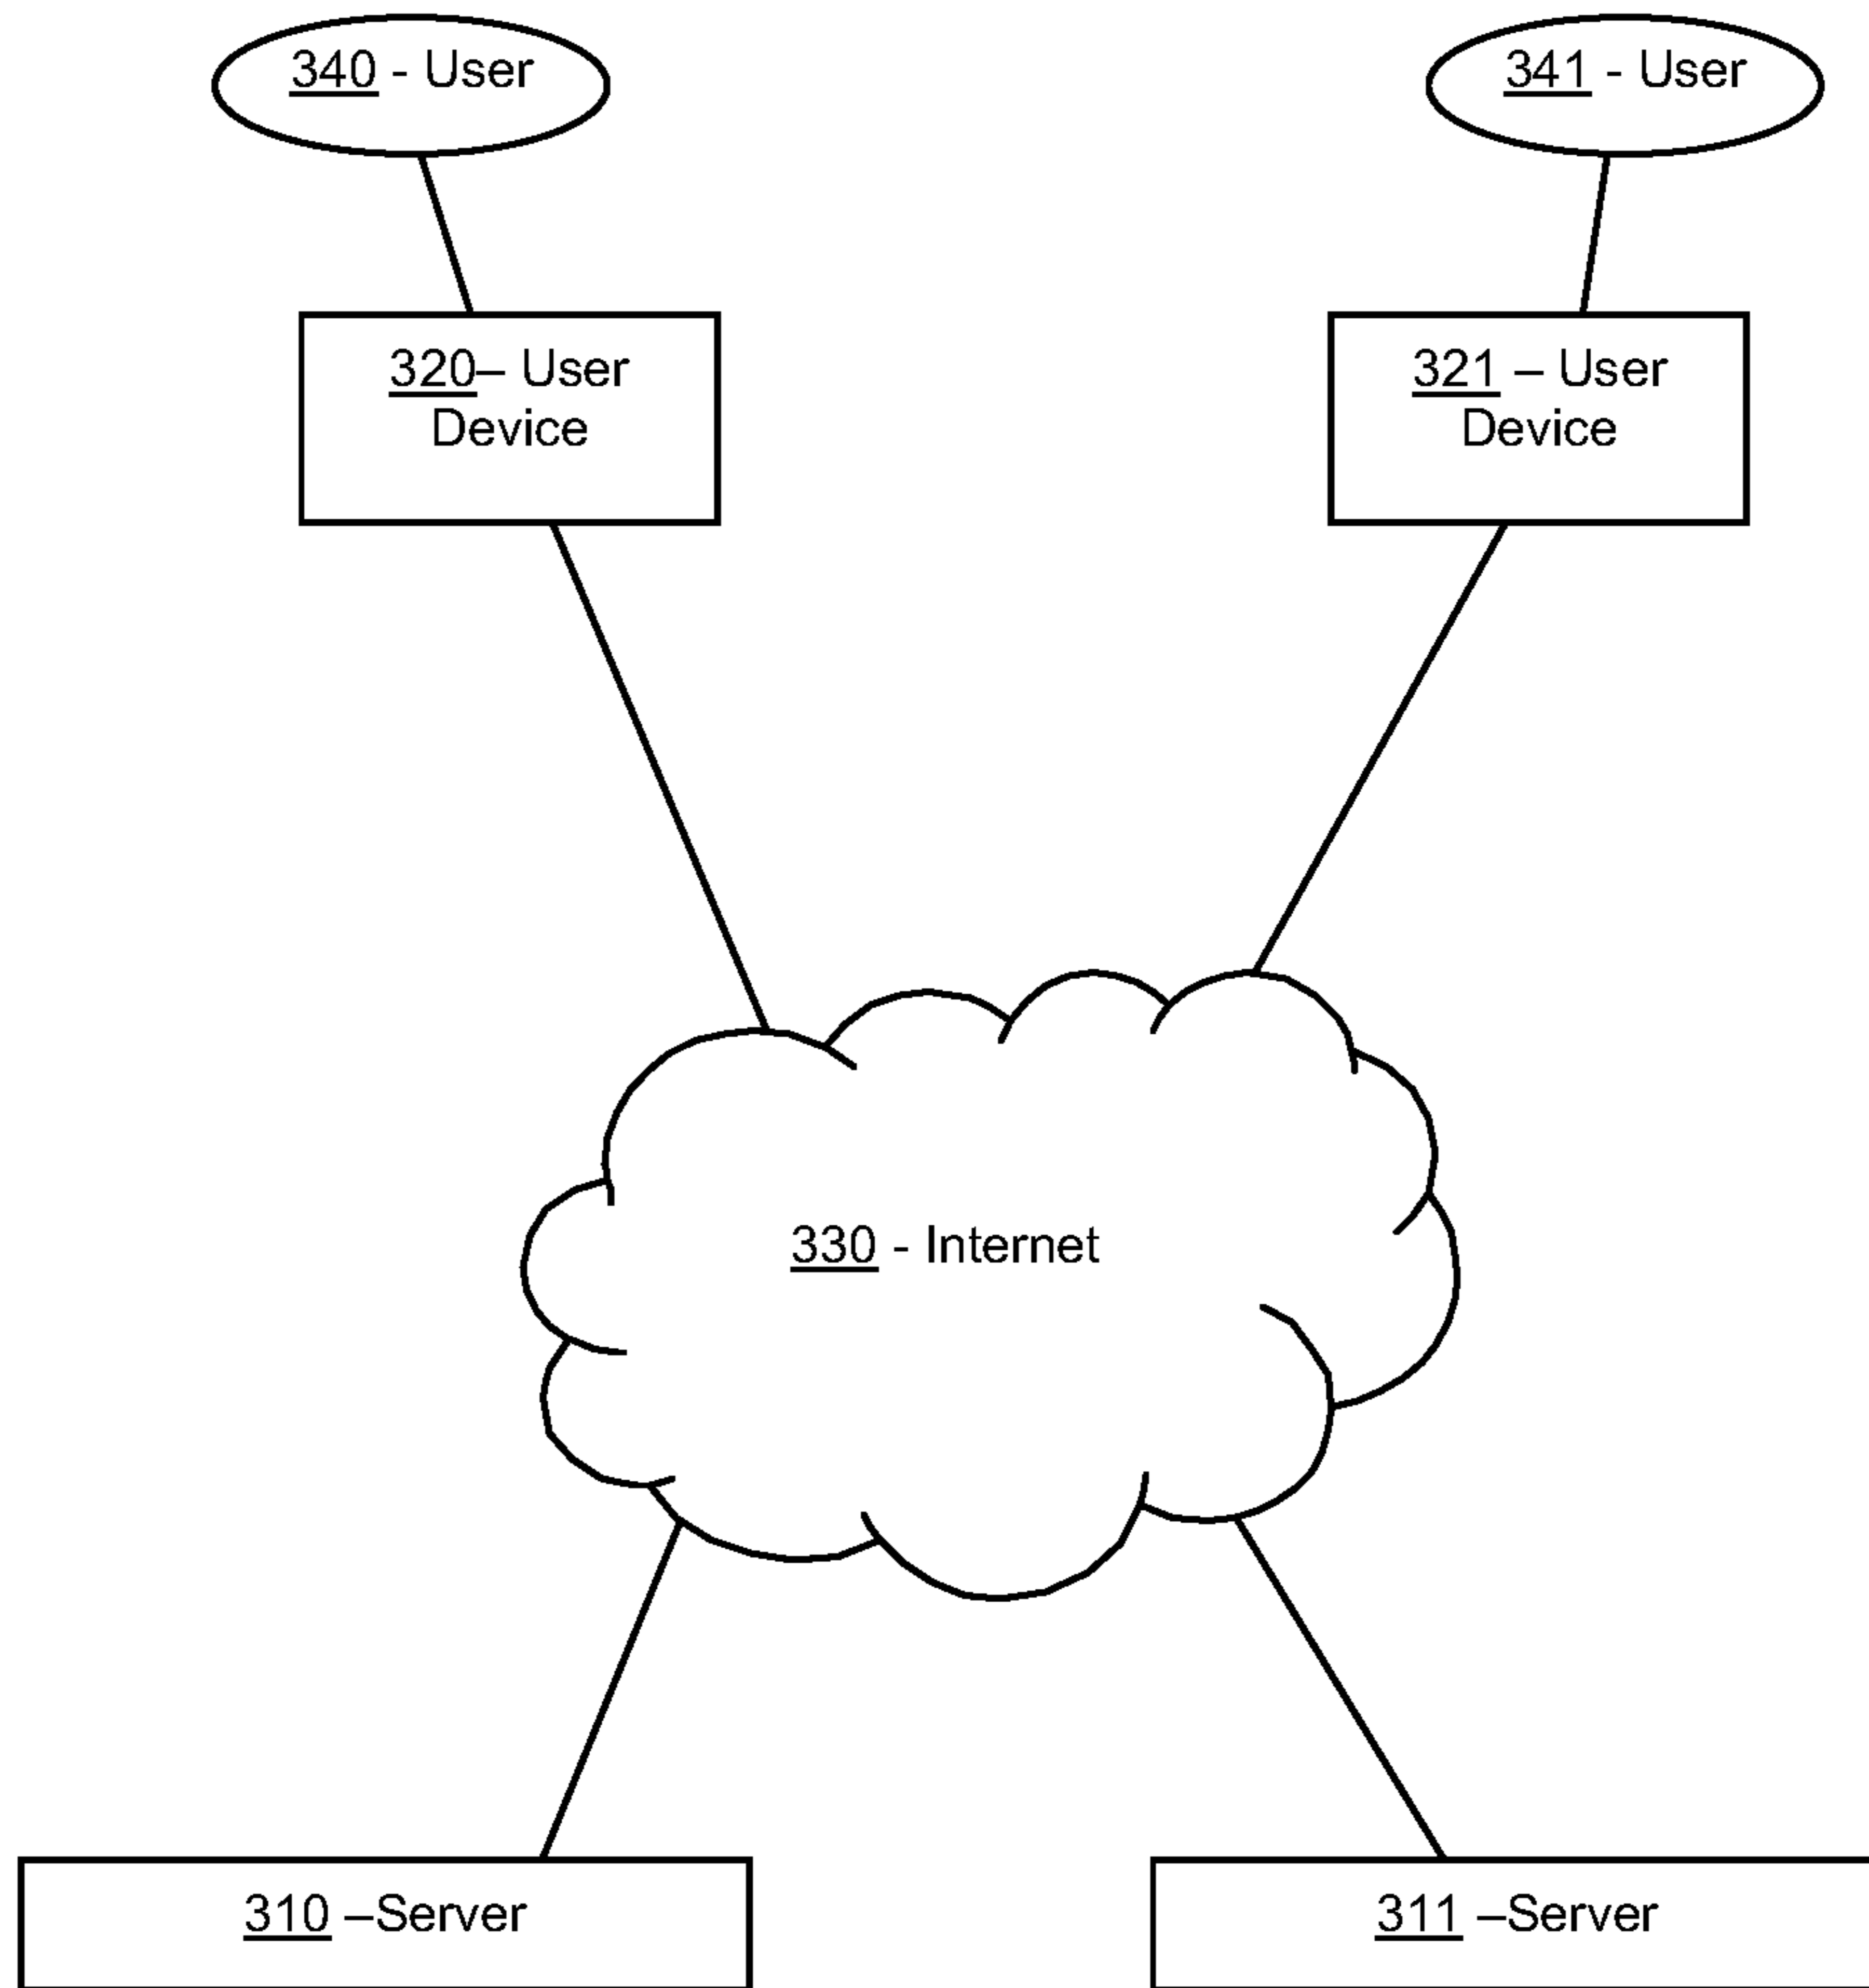 340 - User
341 - User
320– User
Device
321 – User
Device
330 - Internet
310 –Server
311 –Server